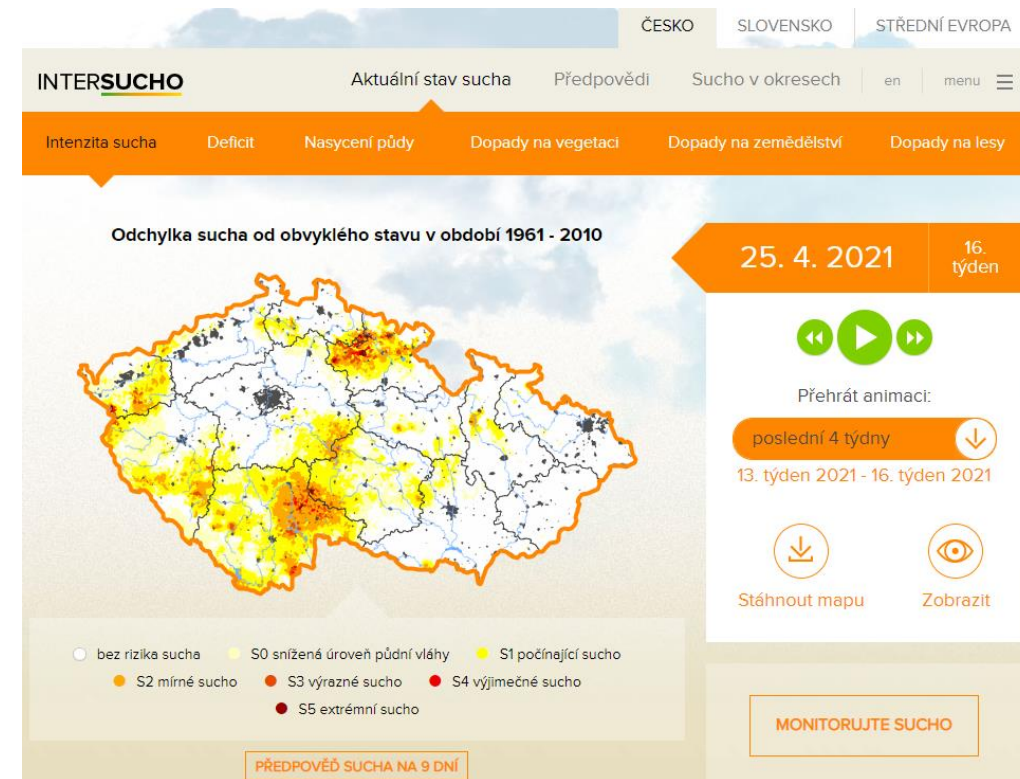 ČESKO SLOVENSKO STŘEDNÍ EVROPA
INTERSUCHO Aktuální stav sucha Předpovědi Sucho v okresech en menu
Intenzita sucha Deficit Nasycení půdy Dopady na vegetaci Dopady na zemědělství Dopady na lesy
Odchylka sucha od obvyklého stavu v období 1961 - 2010
25. 4. 2021
16.
týden
Přehrát animaci:
poslední 4 týdny
13. týden 2021 - 16. týden 2021
Stáhnout mapu Zobrazit
bez rizika sucha S0 snížená úroveň půdní vláhy S1 počínající sucho
S2 mírné sucho S3 výrazné sucho S4 výjimečné sucho
S5 extrémní sucho
MONITORUJTE SUCHO
PŘEDPOVĚĎ SUCHA NA 9 DNÍ